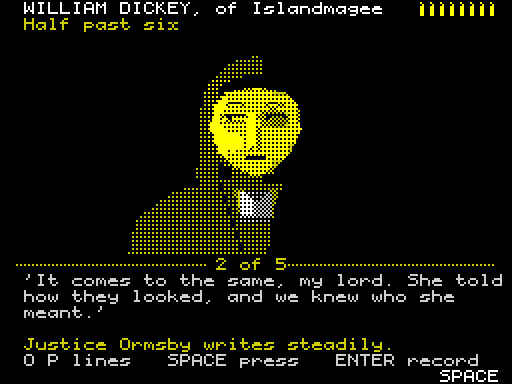 WILLIAM DICKEY, of Islandmagee
Half past six
2 of 5
'It comes to the same, my lord. She told
how they looked, and we knew who she
meant.'
Justice Ormsby writes steadily.
O P lines   SPACE press   ENTER record
SPACE